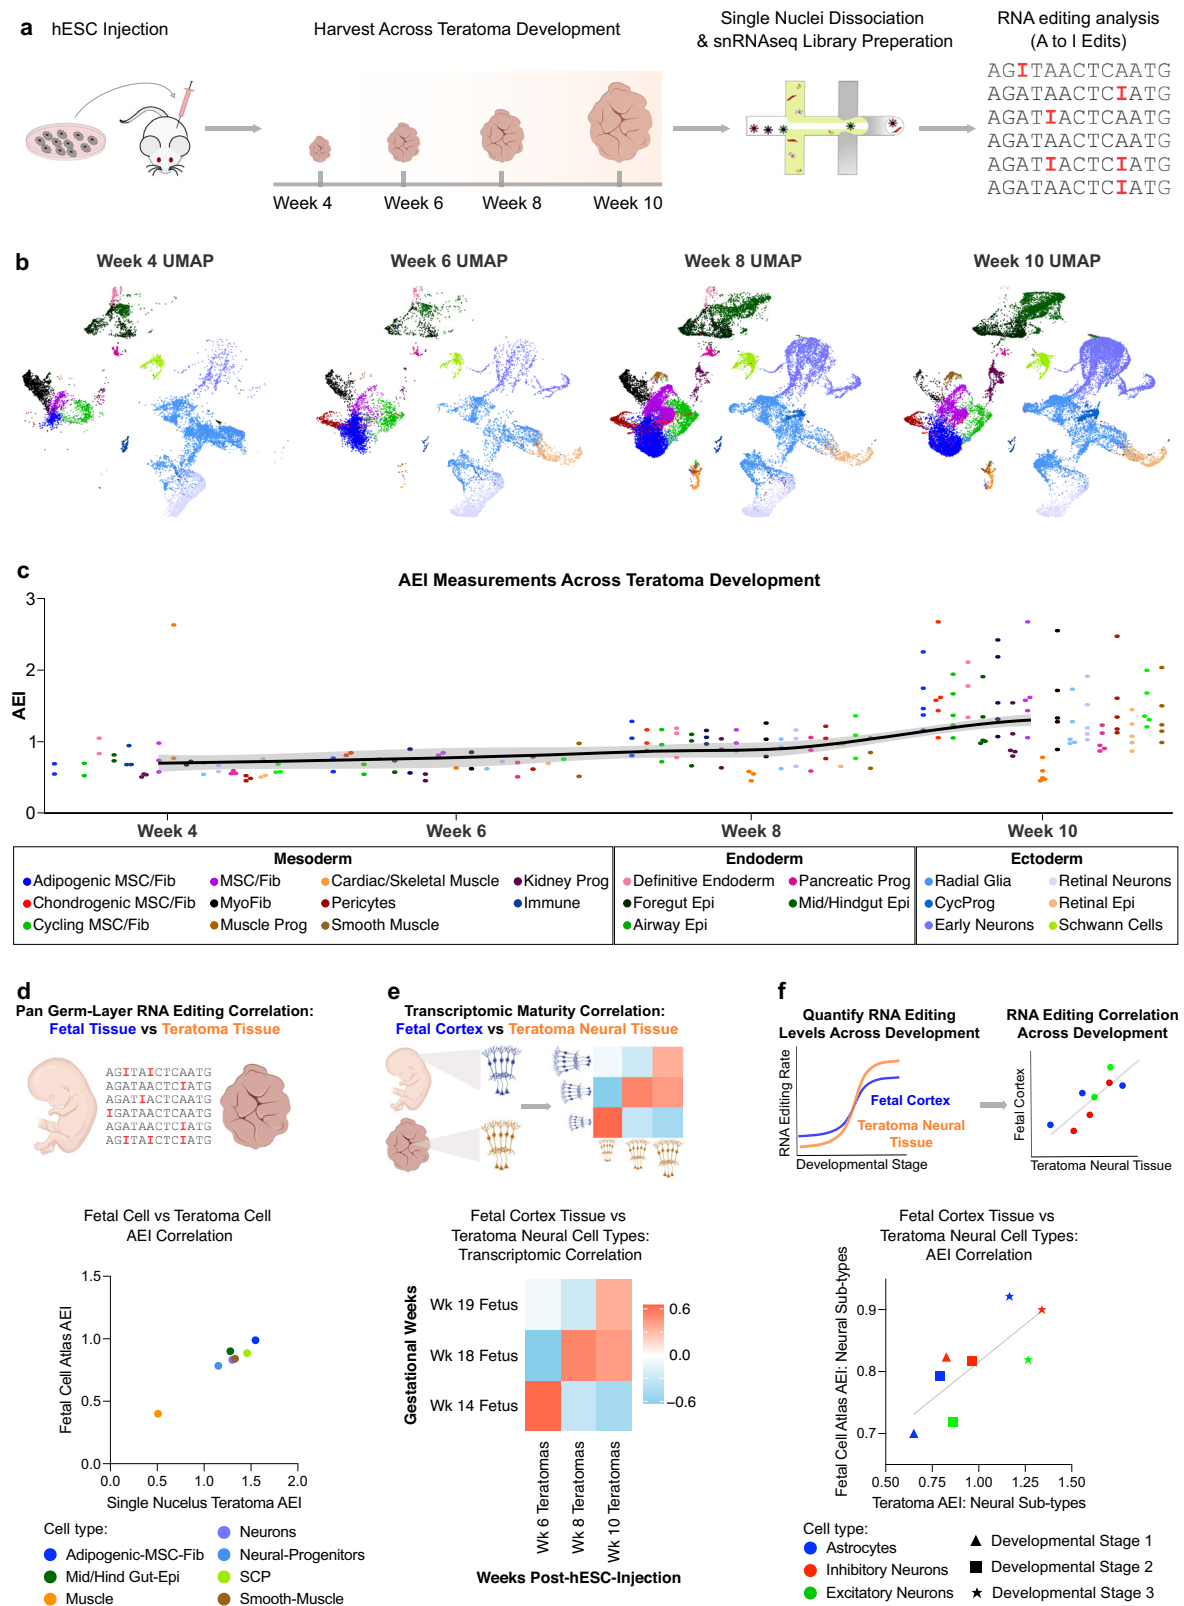 a
hESC Injection
Harvest Across Teratoma Development
Single Nuclei Dissociation
& snRNAseq Library Preperation
RNA editing analysis
(A to I Edits)
AGITAACTCAATG
AGATAACTCIATG
AGATIACTCAATG
AGATAACTCAATG
AGATIACTCIATG
AGATAACTCIATG
Week 4
Week 6
Week 8
Week 10
b
Week 4 UMAP
Week 6 UMAP
Week 8 UMAP
Week 10 UMAP
c
AEI Measurements Across Teratoma Development
AEI
3
2
1
0
Week 4
Week 6
Week 8
Week 10
Mesoderm
Adipogenic MSC/Fib
MSC/Fib
Cardiac/Skeletal Muscle
Kidney Prog
Chondrogenic MSC/Fib
MyoFib
Pericytes
Immune
Cycling MSC/Fib
Muscle Prog
Smooth Muscle
Endoderm
Definitive Endoderm
Pancreatic Prog
Foregut Epi
Mid/Hindgut Epi
Airway Epi
Ectoderm
Radial Glia
Retinal Neurons
CycProg
Retinal Epi
Early Neurons
Schwann Cells
d
Pan Germ-Layer RNA Editing Correlation:
Fetal Tissue vs Teratoma Tissue
AGITAICTCAATG
AGATAACTCIATG
AGATIACTCAATG
IGATAACTCAATG
AGATAACTCIATG
AGITAICTCIATG
Fetal Cell vs Teratoma Cell
AEI Correlation
Fetal Cell Atlas AEI
1.5
1.0
0.5
0.0
0.0
0.5
1.0
1.5
2.0
Single Nucelus Teratoma AEI
Cell type:
Adipogenic-MSC-Fib
Mid/Hind Gut-Epi
Muscle
Neurons
Neural-Progenitors
SCP
Smooth-Muscle
e
Transcriptomic Maturity Correlation:
Fetal Cortex vs Teratoma Neural Tissue
Fetal Cortex Tissue vs
Teratoma Neural Cell Types:
Transcriptomic Correlation
Gestational Weeks
Wk 19 Fetus
Wk 18 Fetus
Wk 14 Fetus
0.6
0.0
−0.6
Wk 6 Teratomas
Wk 8 Teratomas
Wk 10 Teratomas
Weeks Post-hESC-Injection
f
Quantify RNA Editing
Levels Across Development
RNA Editing Rate
Fetal Cortex
Teratoma Neural
Tissue
Developmental Stage
RNA Editing Correlation
Across Development
Fetal Cortex
Teratoma Neural Tissue
Fetal Cortex Tissue vs
Teratoma Neural Cell Types:
AEI Correlation
Fetal Cell Atlas AEI: Neural Sub-types
0.9
0.8
0.7
0.50
0.75
1.00
1.25
1.50
Teratoma AEI: Neural Sub-types
Cell type:
Astrocytes
Inhibitory Neurons
Excitatory Neurons
Developmental Stage 1
Developmental Stage 2
Developmental Stage 3